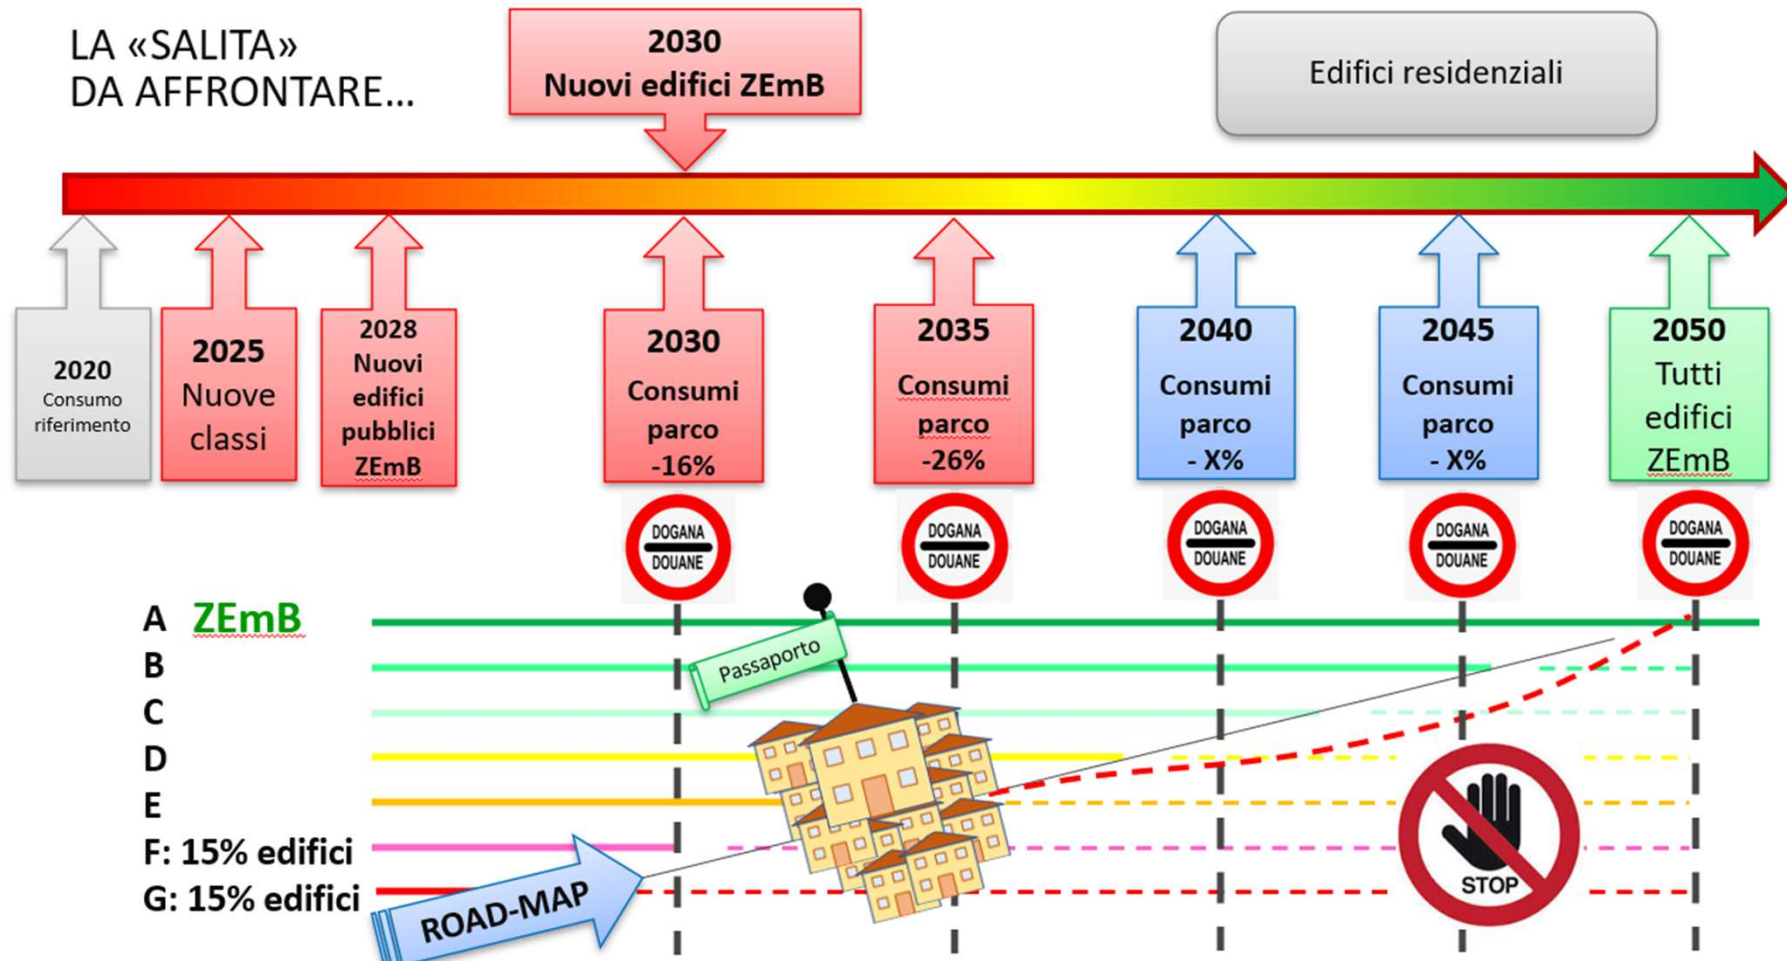 LA «SALITA»
DA AFFRONTARE...
2030
Nuovi edifici ZEmB
Edifici residenziali
2020
Consumo
riferimento
2025
Nuove
classi
2028
Nuovi
edifici
pubblici
ZEmB
2030
Consumi
parco
-16%
2035
Consumi
parco
-26%
2040
Consumi
parco
- X%
2045
Consumi
parco
- X%
2050
Tutti
edifici
ZEmB
DOGANA
DOUANE
DOGANA
DOUANE
DOGANA
DOUANE
DOGANA
DOUANE
DOGANA
DOUANE
A ZEmB
B
C
D
E
F: 15% edifici
G: 15% edifici
Passaporto
ROAD-MAP
STOP